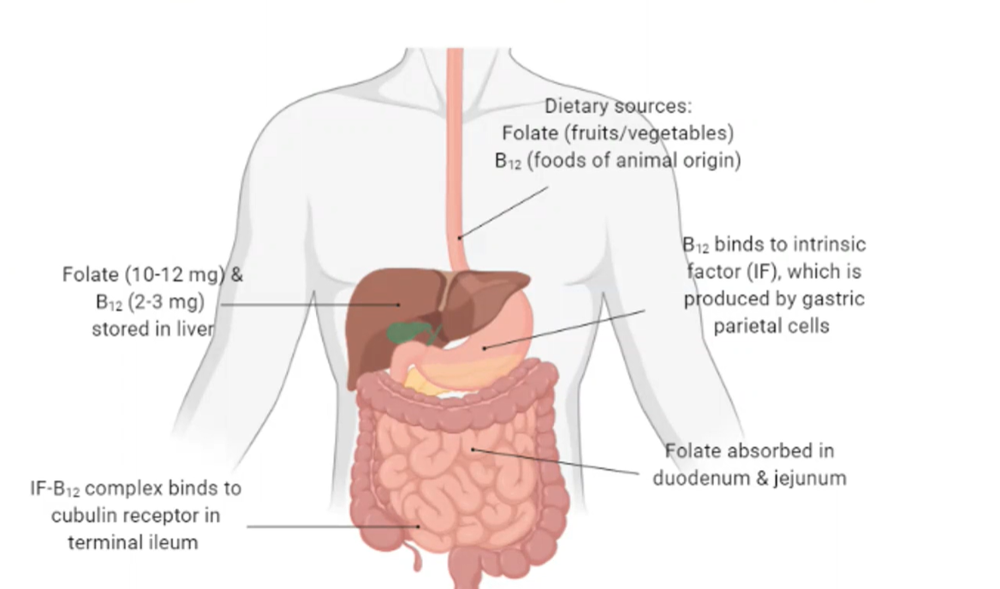 Dietary sources:
Folate (fruits/vegetables)
B₁₂ (foods of animal origin)
B₁₂ binds to intrinsic
factor (IF), which is
produced by gastric
parietal cells
Folate (10-12 mg) &
B₁₂ (2-3 mg)
stored in liver
Folate absorbed in
duodenum & jejunum
IF-B₁₂ complex binds to
cubulin receptor in
terminal ileum